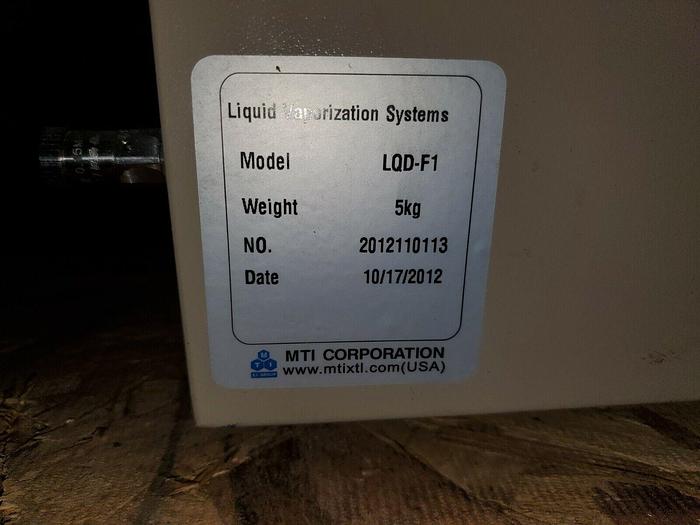 Liquid Vaporization Systems
Model LQD-F1
Weight 5kg
NO. 2012110113
Date 10/17/2012
MTI
MTI CORPORATION
www.mtixtl.com(USA)